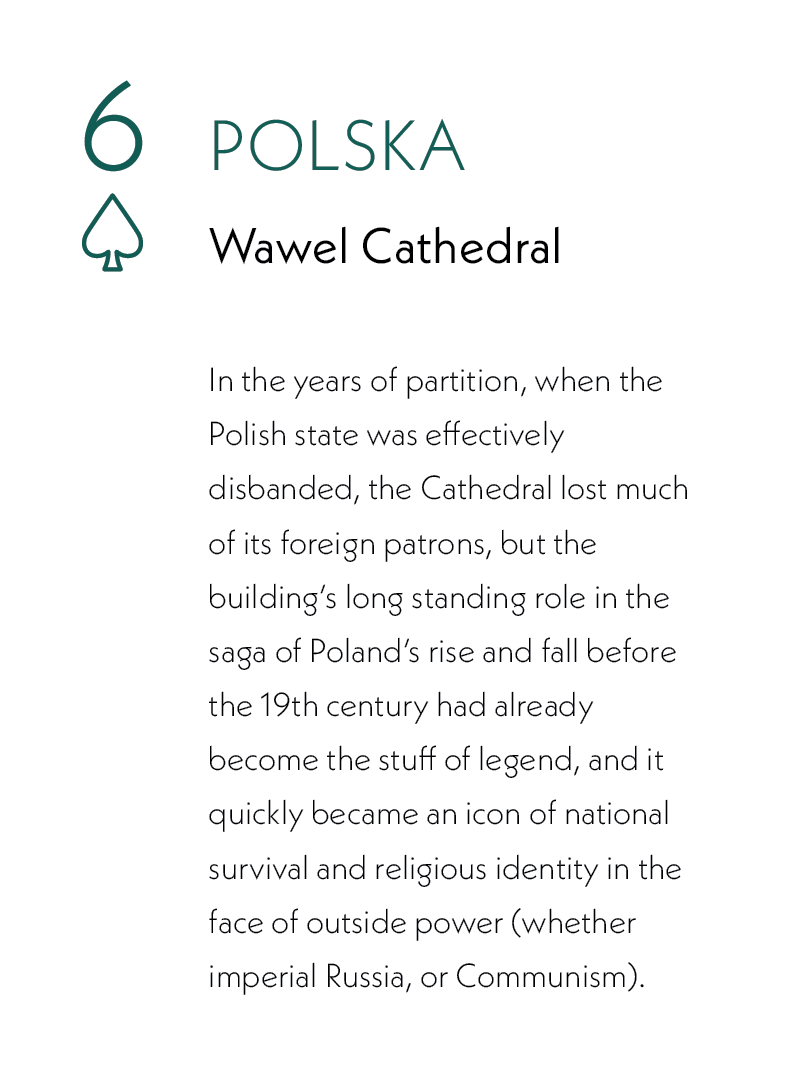 6
POLSKA
Wawel Cathedral
In the years of partition, when the
Polish state was effectively
disbanded, the Cathedral lost much
of its foreign patrons, but the
building’s long standing role in the
saga of Poland’s rise and fall before
the 19th century had already
become the stuff of legend, and it
quickly became an icon of national
survival and religious identity in the
face of outside power (whether
imperial Russia, or Communism).